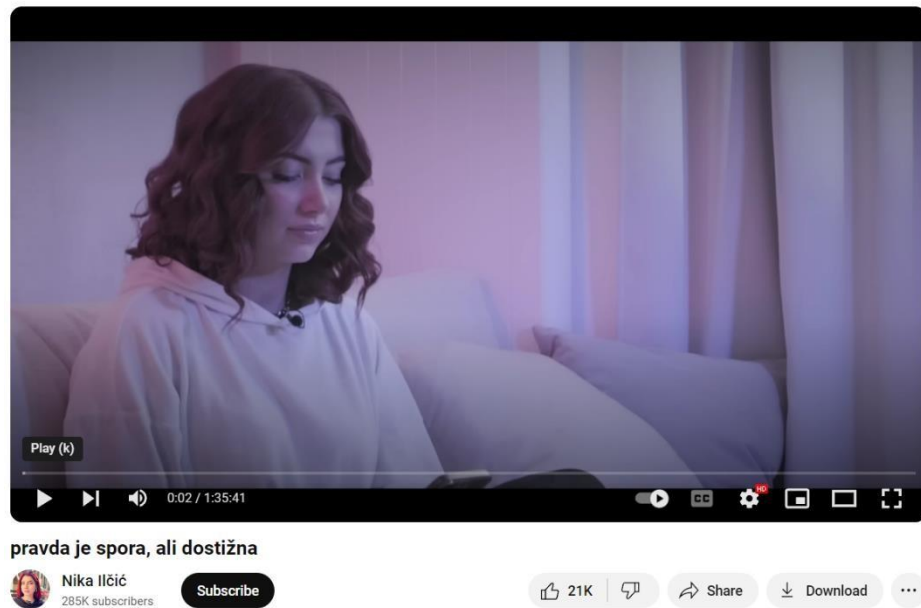 Play (k)
0:02 / 1:35:41
CC
HD
pravda je spora, ali dostižna
Nika Ilčić
285K subscribers
Subscribe
21K
Share
Download